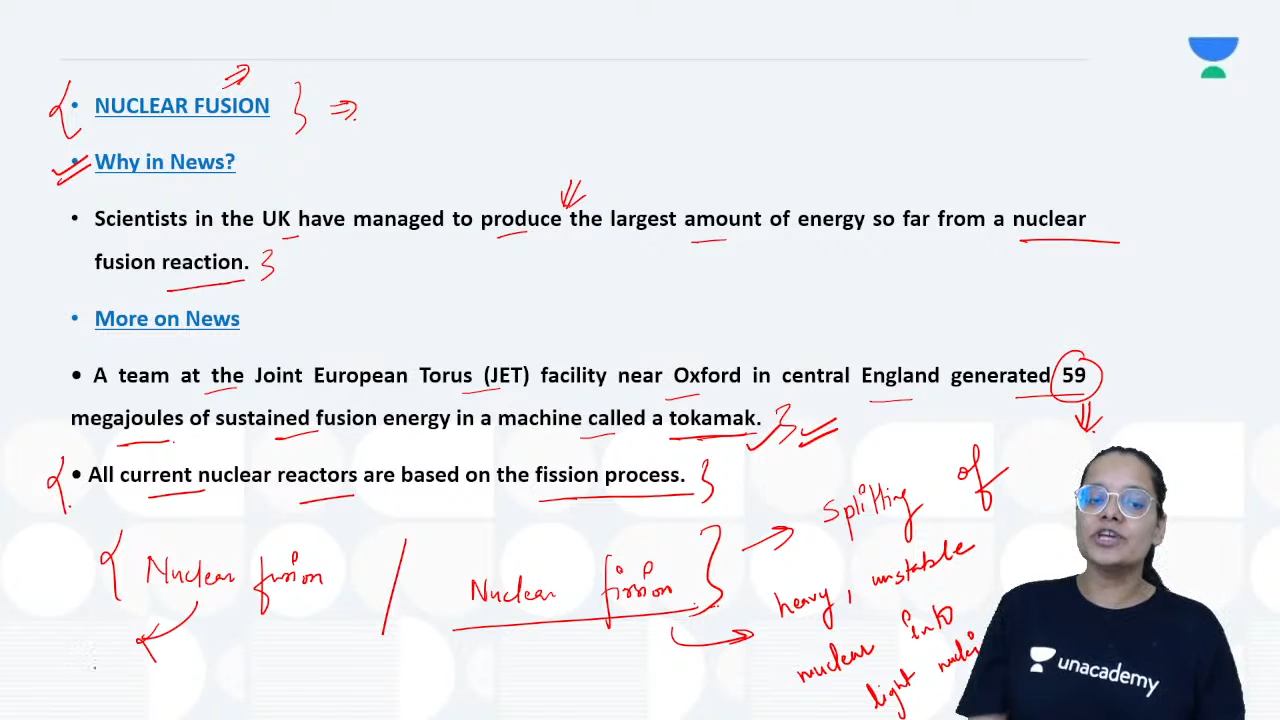 • NUCLEAR FUSION
• Why in News?
• Scientists in the UK have managed to produce the largest amount of energy so far from a nuclear
fusion reaction.
• More on News
• A team at the Joint European Torus (JET) facility near Oxford in central England generated 59
megajoules of sustained fusion energy in a machine called a tokamak.
• All current nuclear reactors are based on the fission process.
Nuclear fusion / Nuclear fission
splitting of
heavy, unstable
nuclear into
light nuclei
unacademy